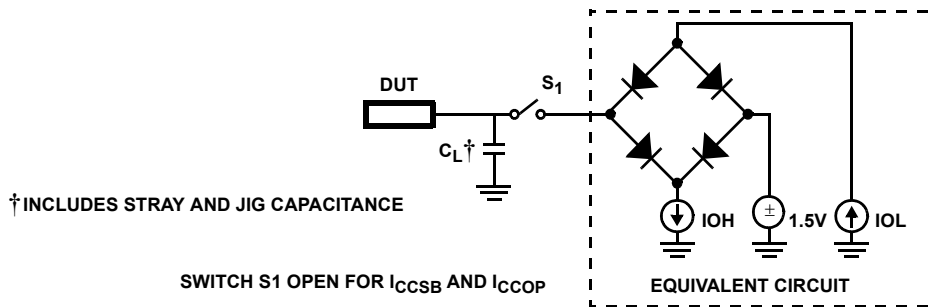 DUT
S1
CL†
† INCLUDES STRAY AND JIG CAPACITANCE
IOH
±
1.5V
IOL
SWITCH S1 OPEN FOR ICCSB AND ICCOP
EQUIVALENT CIRCUIT